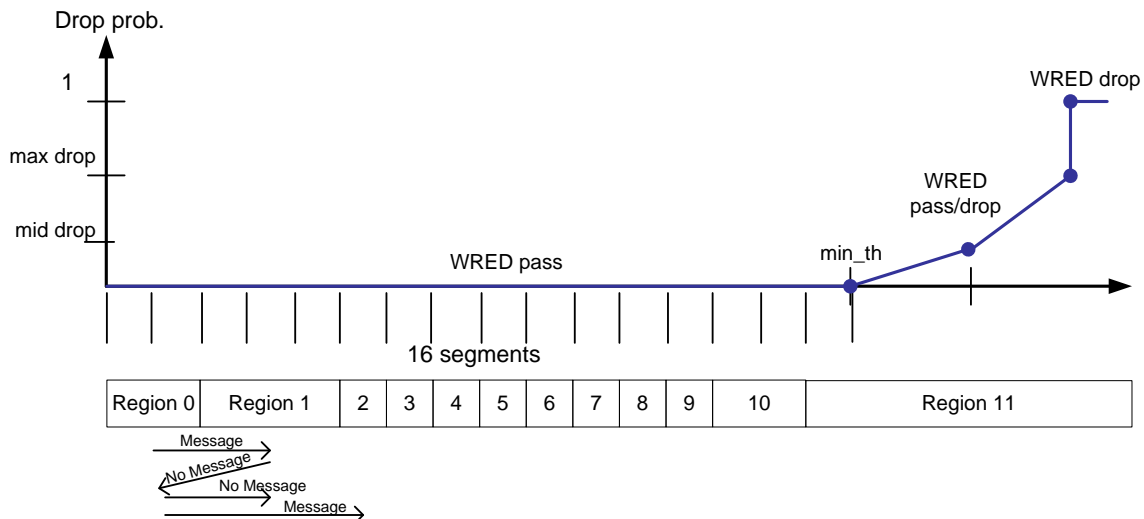 Drop prob.
1
WRED drop
max drop
WRED
pass/drop
mid drop
WRED pass
min_th
16 segments
Region 0
Region 1
2
3
4
5
6
7
8
9
10
Region 11
Message
No Message
No Message
Message